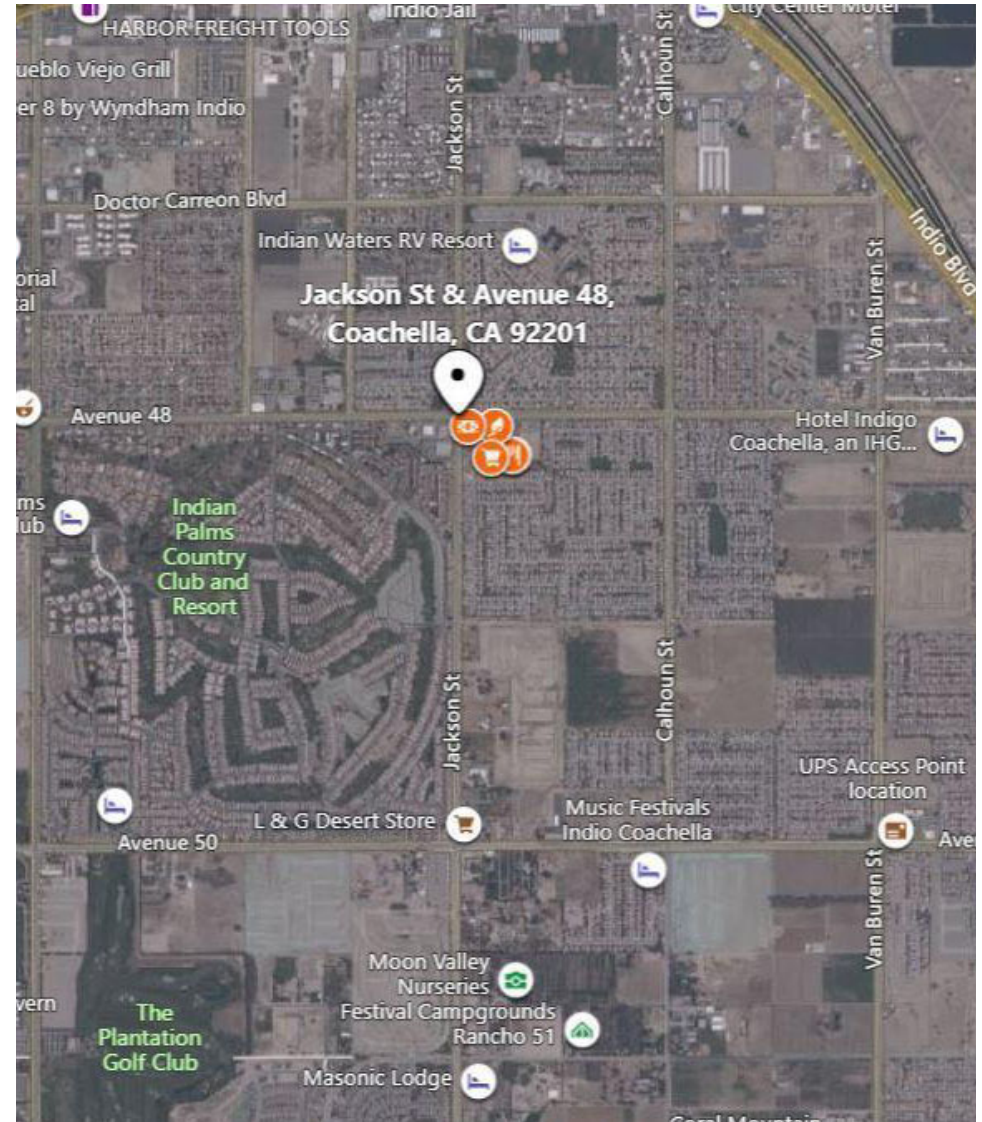 Indio Jail
City Center Motel
HARBOR FREIGHT TOOLS
ueblo Viejo Grill
er 8 by Wyndham Indio
Jackson St
Calhoun St
Doctor Carreon Blvd
Indian Waters RV Resort
Indio Blvd
orial
tal
Van Buren St
Jackson St & Avenue 48,
Coachella, CA 92201
Avenue 48
Hotel Indigo
Coachella, an IHG...
ms
lub
Indian
Palms
Country
Club and
Resort
Jackson St
Calhoun St
UPS Access Point
location
L & G Desert Store
Music Festivals
Indio Coachella
Avenue 50
Ave
Van Buren St
Moon Valley
Nurseries
Festival Campgrounds
Rancho 51
vern
The
Plantation
Golf Club
Masonic Lodge
Coral Mountain